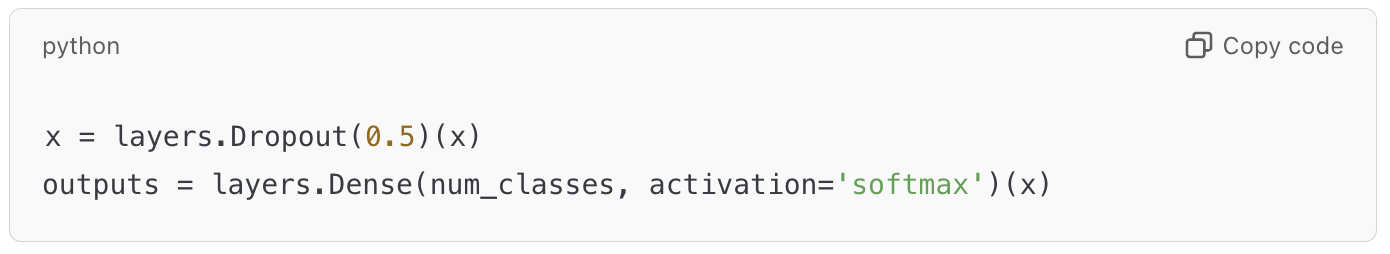 python
Copy code
x = layers.Dropout(0.5)(x)
outputs = layers.Dense(num_classes, activation='softmax')(x)